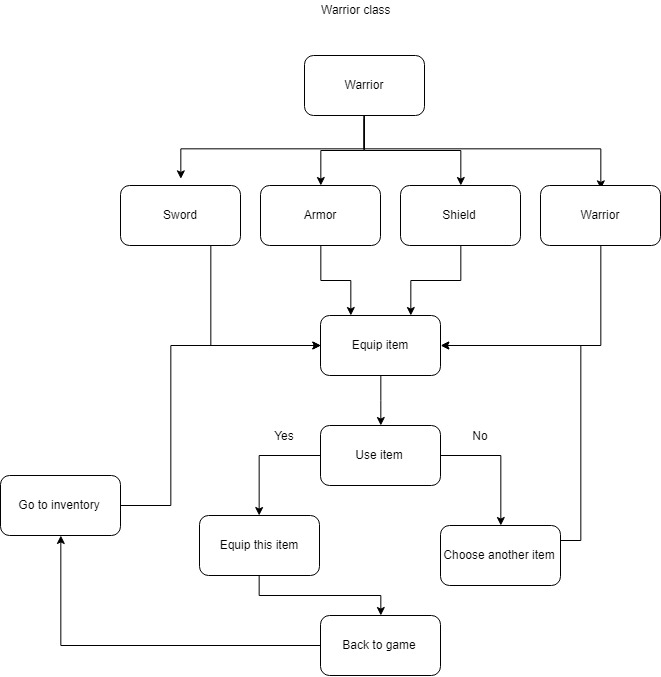 Warrior class
Warrior
Sword
Armor
Shield
Warrior
Equip item
Yes
No
Use item
Go to inventory
Equip this item
Choose another item
Back to game